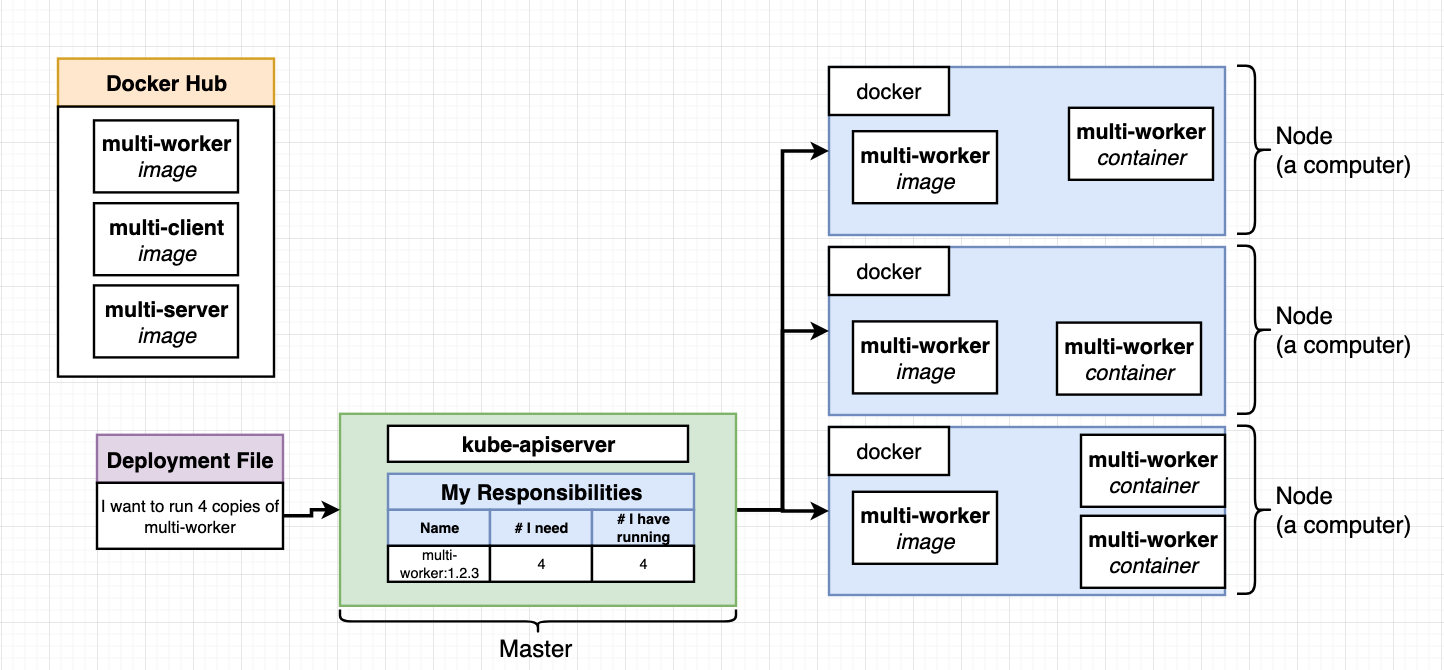 Docker Hub
multi-worker
image
multi-client
image
multi-server
image
Deployment File
I want to run 4 copies of
multi-worker
kube-apiserver
My Responsibilities
Name
# I need
# I have
running
multi-
worker:1.2.3
4
4
Master
docker
multi-worker
image
multi-worker
container
Node
(a computer)
docker
multi-worker
image
multi-worker
container
Node
(a computer)
docker
multi-worker
image
multi-worker
container
multi-worker
container
Node
(a computer)